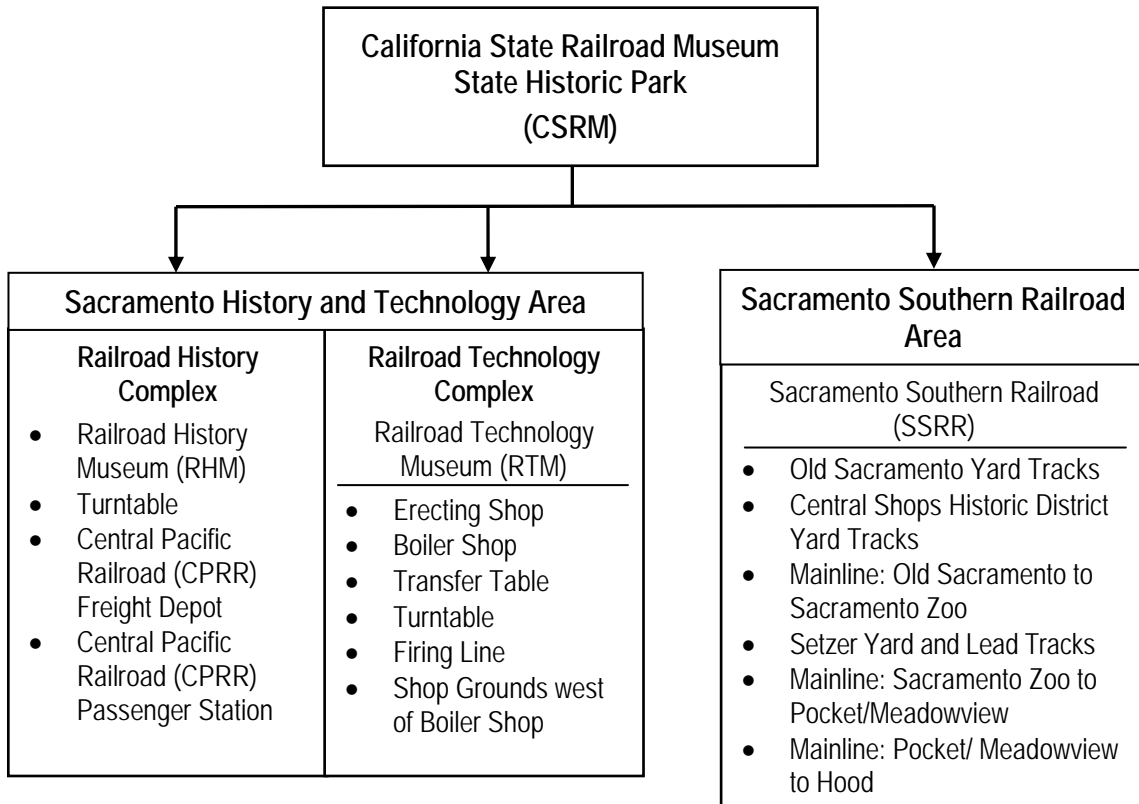 California State Railroad Museum
State Historic Park
(CSRM)
Sacramento History and Technology Area
Railroad History
Complex
• Railroad History
Museum (RHM)
• Turntable
• Central Pacific
Railroad (CPRR)
Freight Depot
• Central Pacific
Railroad (CPRR)
Passenger Station
Railroad Technology
Complex
Railroad Technology
Museum (RTM)
• Erecting Shop
• Boiler Shop
• Transfer Table
• Turntable
• Firing Line
• Shop Grounds west
of Boiler Shop
Sacramento Southern Railroad
Area
Sacramento Southern Railroad
(SSRR)
• Old Sacramento Yard Tracks
• Central Shops Historic District
Yard Tracks
• Mainline: Old Sacramento to
Sacramento Zoo
• Setzer Yard and Lead Tracks
• Mainline: Sacramento Zoo to
Pocket/Meadowview
• Mainline: Pocket/ Meadowview
to Hood